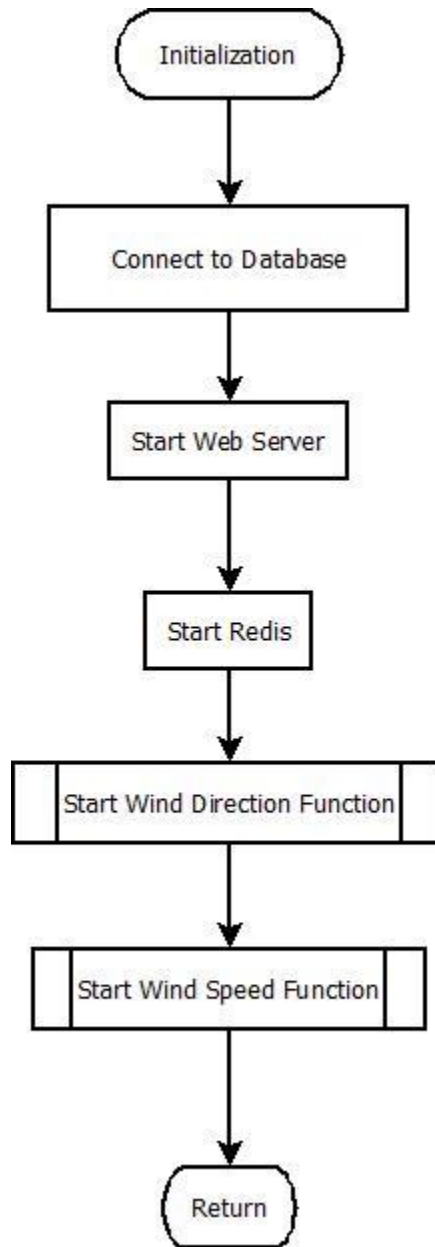 Initialization
Connect to Database
Start Web Server
Start Redis
Start Wind Direction Function
Start Wind Speed Function
Return